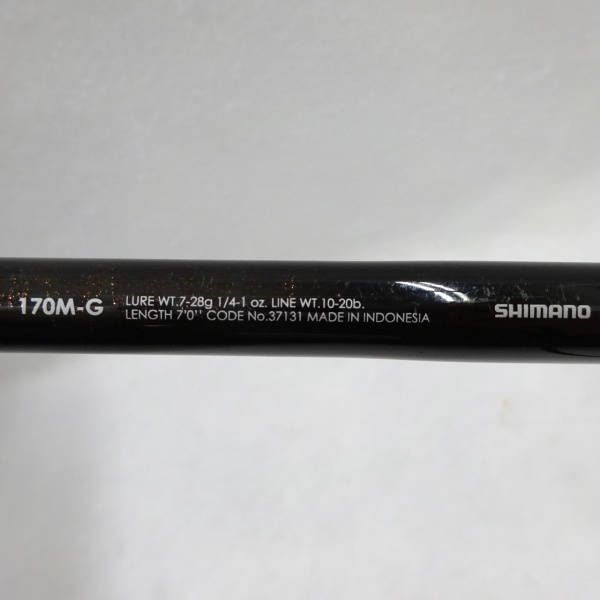 170M-G
LURE WT.7-28g 1/4-1 oz. LINE WT.10-20b.
LENGTH 7'0'' CODE No.37131 MADE IN INDONESIA
SHIMANO